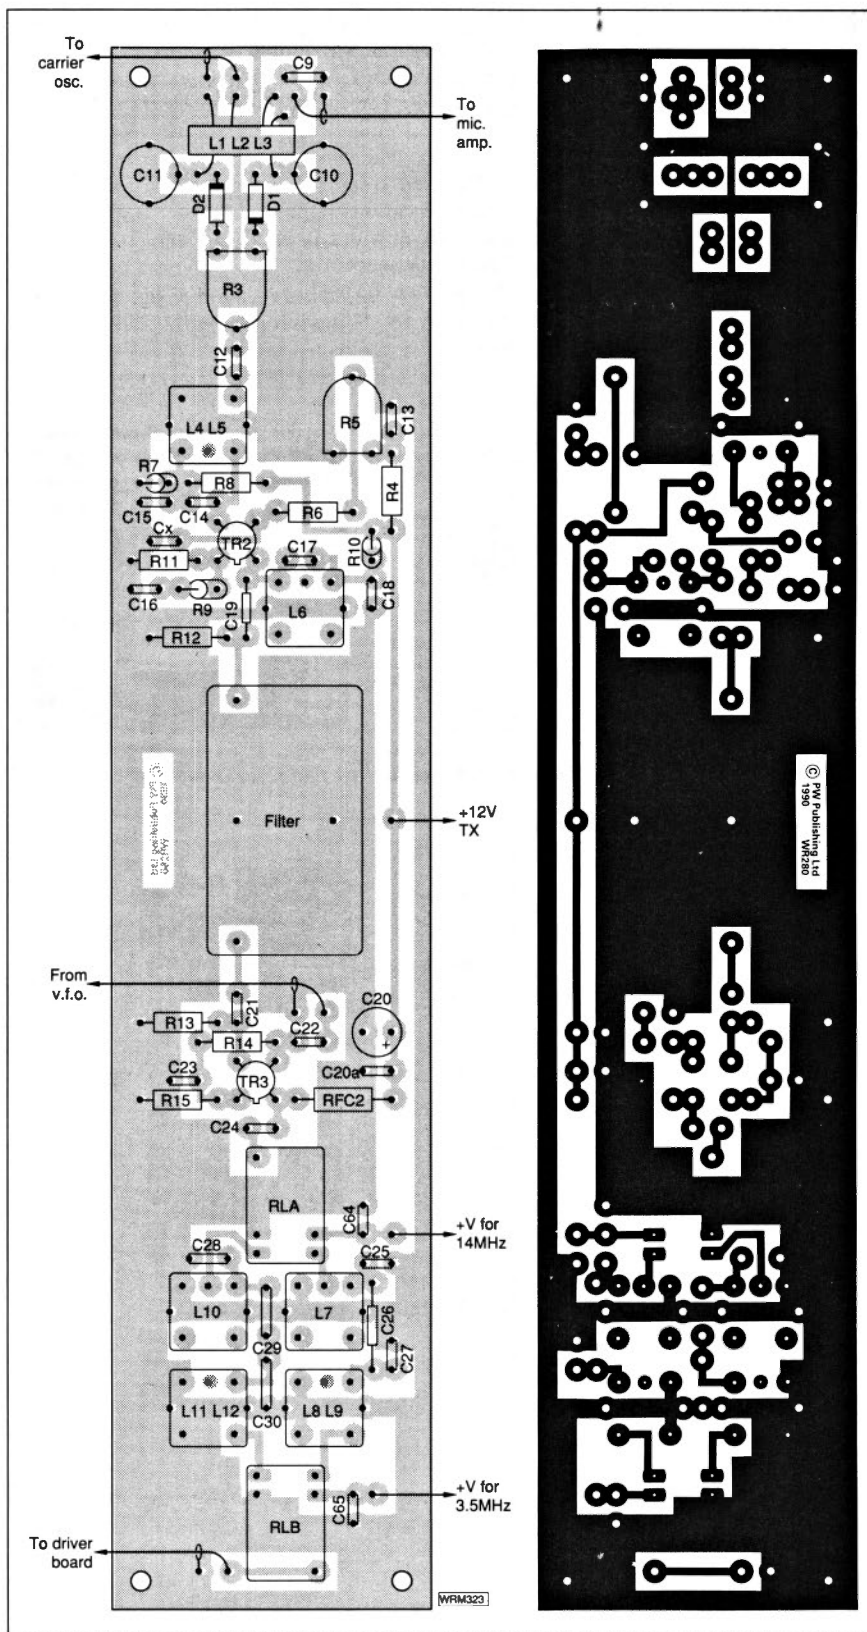 To
carrier
osc.
C9
To
mic.
amp.
L1 L2 L3
C11
C10
D2
D1
R3
C12
L4 L5
R5
C13
R7
R8
R4
C15
C14
R6
Cx
TR2
R10
R11
C17
C16
R9
C19
L6
C18
R12
Filter
+12V
TX
© PW Publishing Ltd
1990 WR280
From
v.f.o.
C21
C20
R13
C22
R14
+
C23
TR3
C20a
R15
RFC2
C24
RLA
C64
+V for
14MHz
C28
C25
L10
L7
C26
C29
C27
L11 L12
C30
L8 L9
+V for
3.5MHz
C65
RLB
To driver
board
WRM323